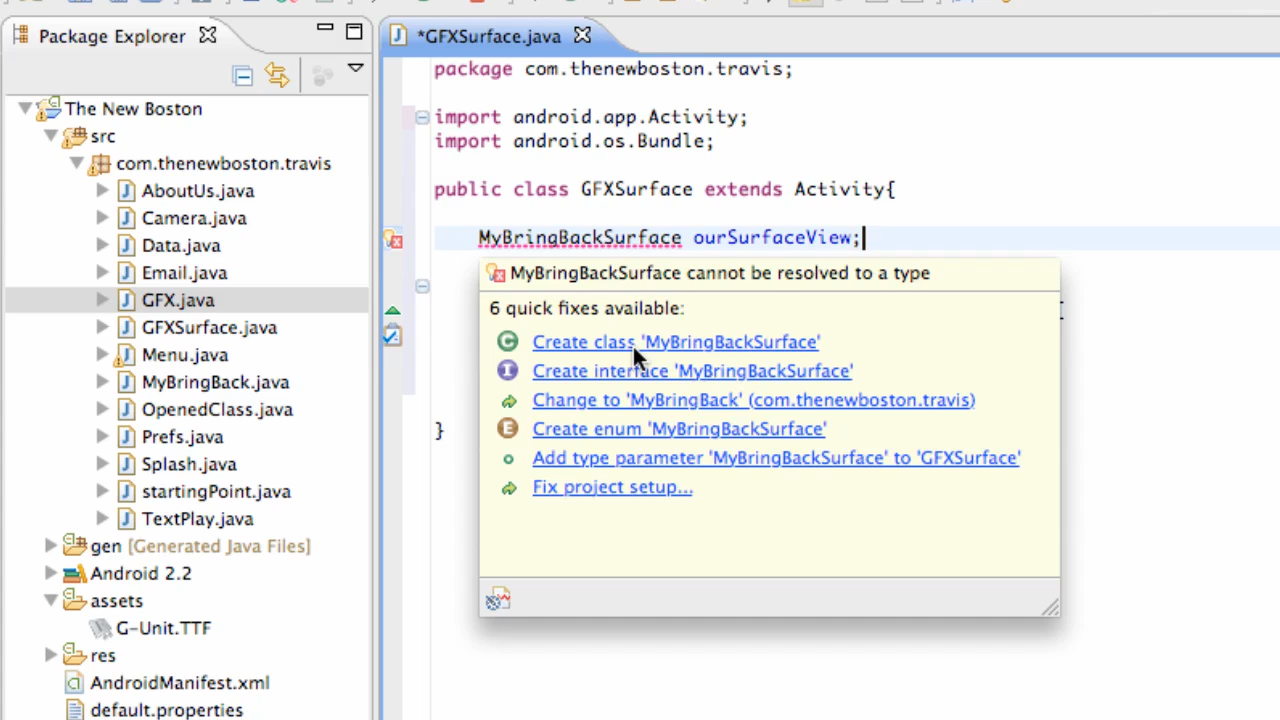 Package Explorer
The New Boston
src
com.thenewboston.travis
AboutUs.java
Camera.java
Data.java
Email.java
GFX.java
GFXSurface.java
Menu.java
MyBringBack.java
OpenedClass.java
Prefs.java
Splash.java
startingPoint.java
TextPlay.java
gen [Generated Java Files]
Android 2.2
assets
G-Unit.TTF
res
AndroidManifest.xml
default.properties
*GFXSurface.java
package com.thenewboston.travis;
import android.app.Activity;
import android.os.Bundle;
public class GFXSurface extends Activity{
MyBringBackSurface ourSurfaceView;
MyBringBackSurface cannot be resolved to a type
6 quick fixes available:
Create class 'MyBringBackSurface'
Create interface 'MyBringBackSurface'
Change to 'MyBringBack' (com.thenewboston.travis)
Create enum 'MyBringBackSurface'
Add type parameter 'MyBringBackSurface' to 'GFXSurface'
Fix project setup...
}